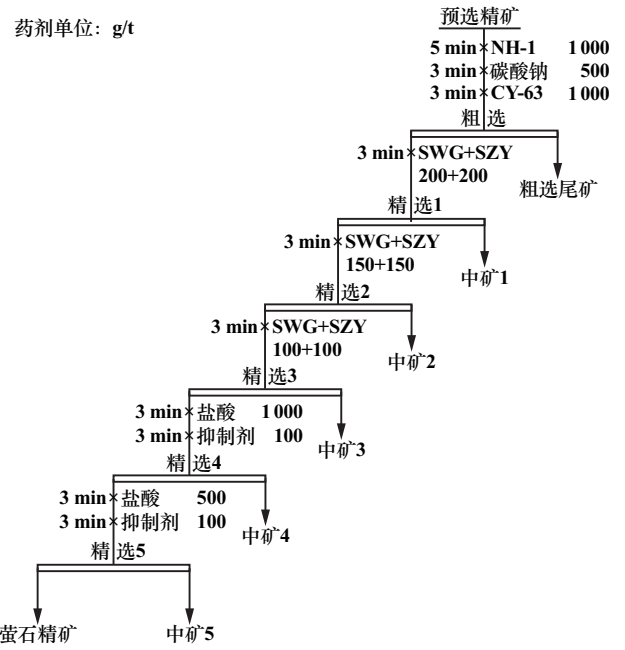 药剂单位：g/t
预选精矿
5 min NH-1 1 000
3 min 碳酸钠 500
3 min CY-63 1 000
粗 选
3 min SWG+SZY
200+200
粗选尾矿
精 选1
3 min SWG+SZY
150+150
中矿1
精 选2
3 min SWG+SZY
100+100
中矿2
精 选3
3 min 盐酸 1 000
3 min 抑制剂 100
中矿3
精 选4
3 min 盐酸 500
3 min 抑制剂 100
中矿4
精 选5
萤石精矿
中矿5